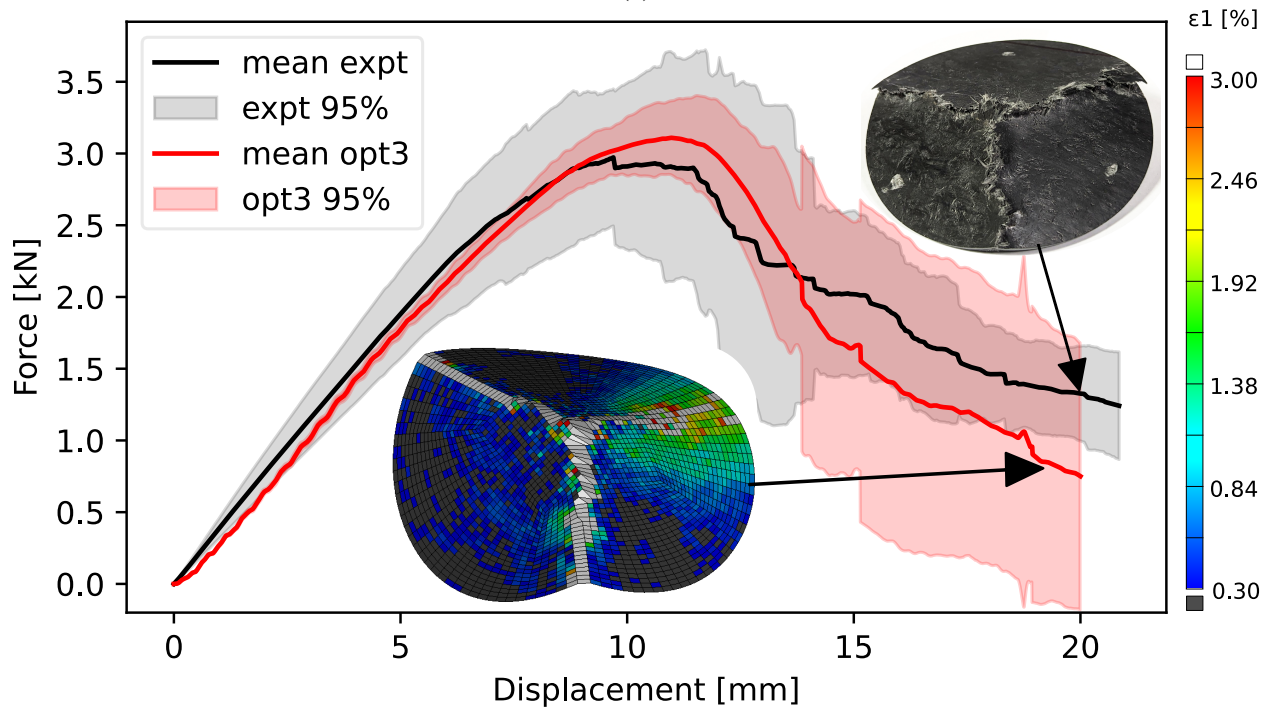 ε1 [%]
mean expt
expt 95%
mean opt3
opt3 95%
3.5
3.0
2.5
2.0
1.5
1.0
0.5
0.0
Force [kN]
0
5
10
15
20
Displacement [mm]
3.00
2.46
1.92
1.38
0.84
0.30